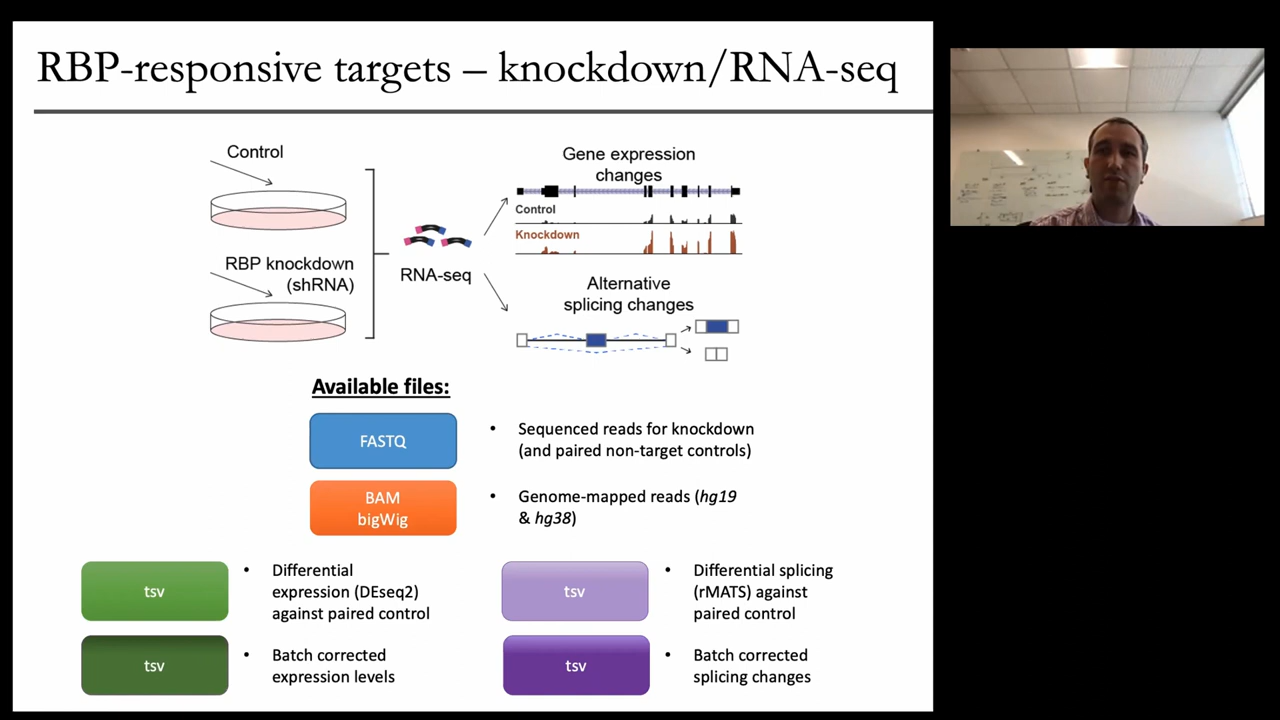 RBP-responsive targets – knockdown/RNA-seq
Control
RBP knockdown
(shRNA)
RNA-seq
Gene expression
changes
Control
Knockdown
Alternative
splicing changes
Available files:
FASTQ
• Sequenced reads for knockdown
(and paired non-target controls)
BAM
bigWig
• Genome-mapped reads (hg19
& hg38)
tsv
• Differential
expression (DEseq2)
against paired control
tsv
• Differential splicing
(rMATS) against
paired control
tsv
• Batch corrected
expression levels
tsv
• Batch corrected
splicing changes